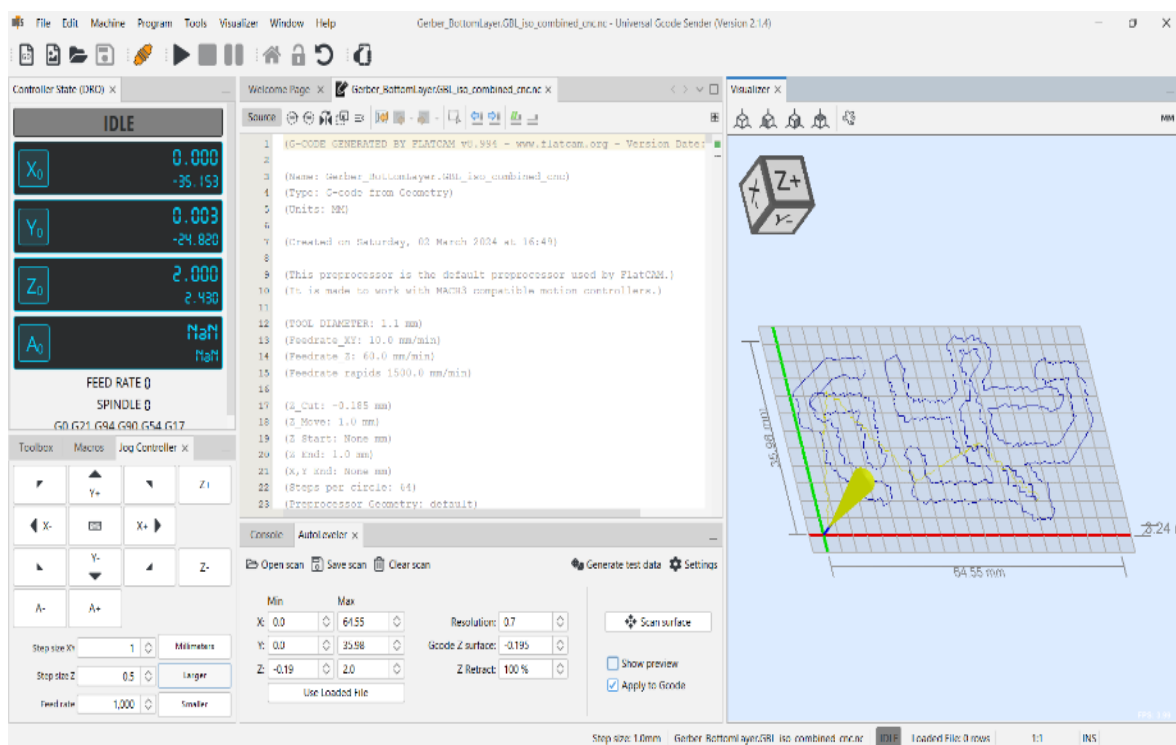 File Edit Machine Program Tools Visualizer Window Help
Gerber_BottomLayer.GBL_iso_combined_cnc.nc - Universal Gcode Sender (Version 2.1.4)
Controller State (DRO)
IDLE
X0 0.000
-35.153
Y0 0.003
-24.820
Z0 2.000
2.430
A0 NaN
NaN
FEED RATE 0
SPINDLE 0
G0 G21 G94 G90 G54 G17
Toolbox Macros Jog Controller
Y+ Z+
X- X+
Y- Z-
A- A+
Step size XY 1 Millimeters
Step size Z 0.5 Larger
Feed rate 1,000 Smaller
Welcome Page Gerber_BottomLayer.GBL_iso_combined_cnc.nc
Source
1 (G-CODE GENERATED BY FLATCAM v8.994 - www.flatcam.org - Version Date:
2
3 (Name: Gerber_BottomLayer.GBL_iso_combined_cnc)
4 (Type: G-code from Geometry)
5 (Units: MM)
6
7 (Created on Saturday, 02 March 2024 at 16:49)
8
9 (This preprocessor is the default preprocessor used by FlatCAM.)
10 (It is made to work with MACH3 compatible motion controllers.)
11
12 (TOOL DIAMETER: 1.1 mm)
13 (Feedrate_XY: 10.0 mm/min)
14 (Feedrate Z: 60.0 mm/min)
15 (Feedrate rapids 1500.0 mm/min)
16
17 (Z_Cut: -0.185 mm)
18 (Z_Move: 1.0 mm)
19 (Z Start: None mm)
20 (Z End: 1.0 mm)
21 (X,Y End: None mm)
22 (Steps per circle: 64)
23 (Preprocessor Geometry: default)
Console AutoLeveler
Open scan Save scan Clear scan Generate test data Settings
Min Max
X: 0.0 64.55 Resolution: 0.7 Scan surface
Y: 0.0 35.98 Gcode Z surface: -0.195
Z: -0.19 2.0 Z Retract: 100 % Show preview
Use Loaded File Apply to Gcode
Visualizer
MM
Z+
X-
Y-
35.98 mm
64.55 mm
Step size: 1.0mm Gerber_BottomLayer.GBL_iso_combined_cnc.nc IDLE Loaded File: 0 rows 1:1 INS